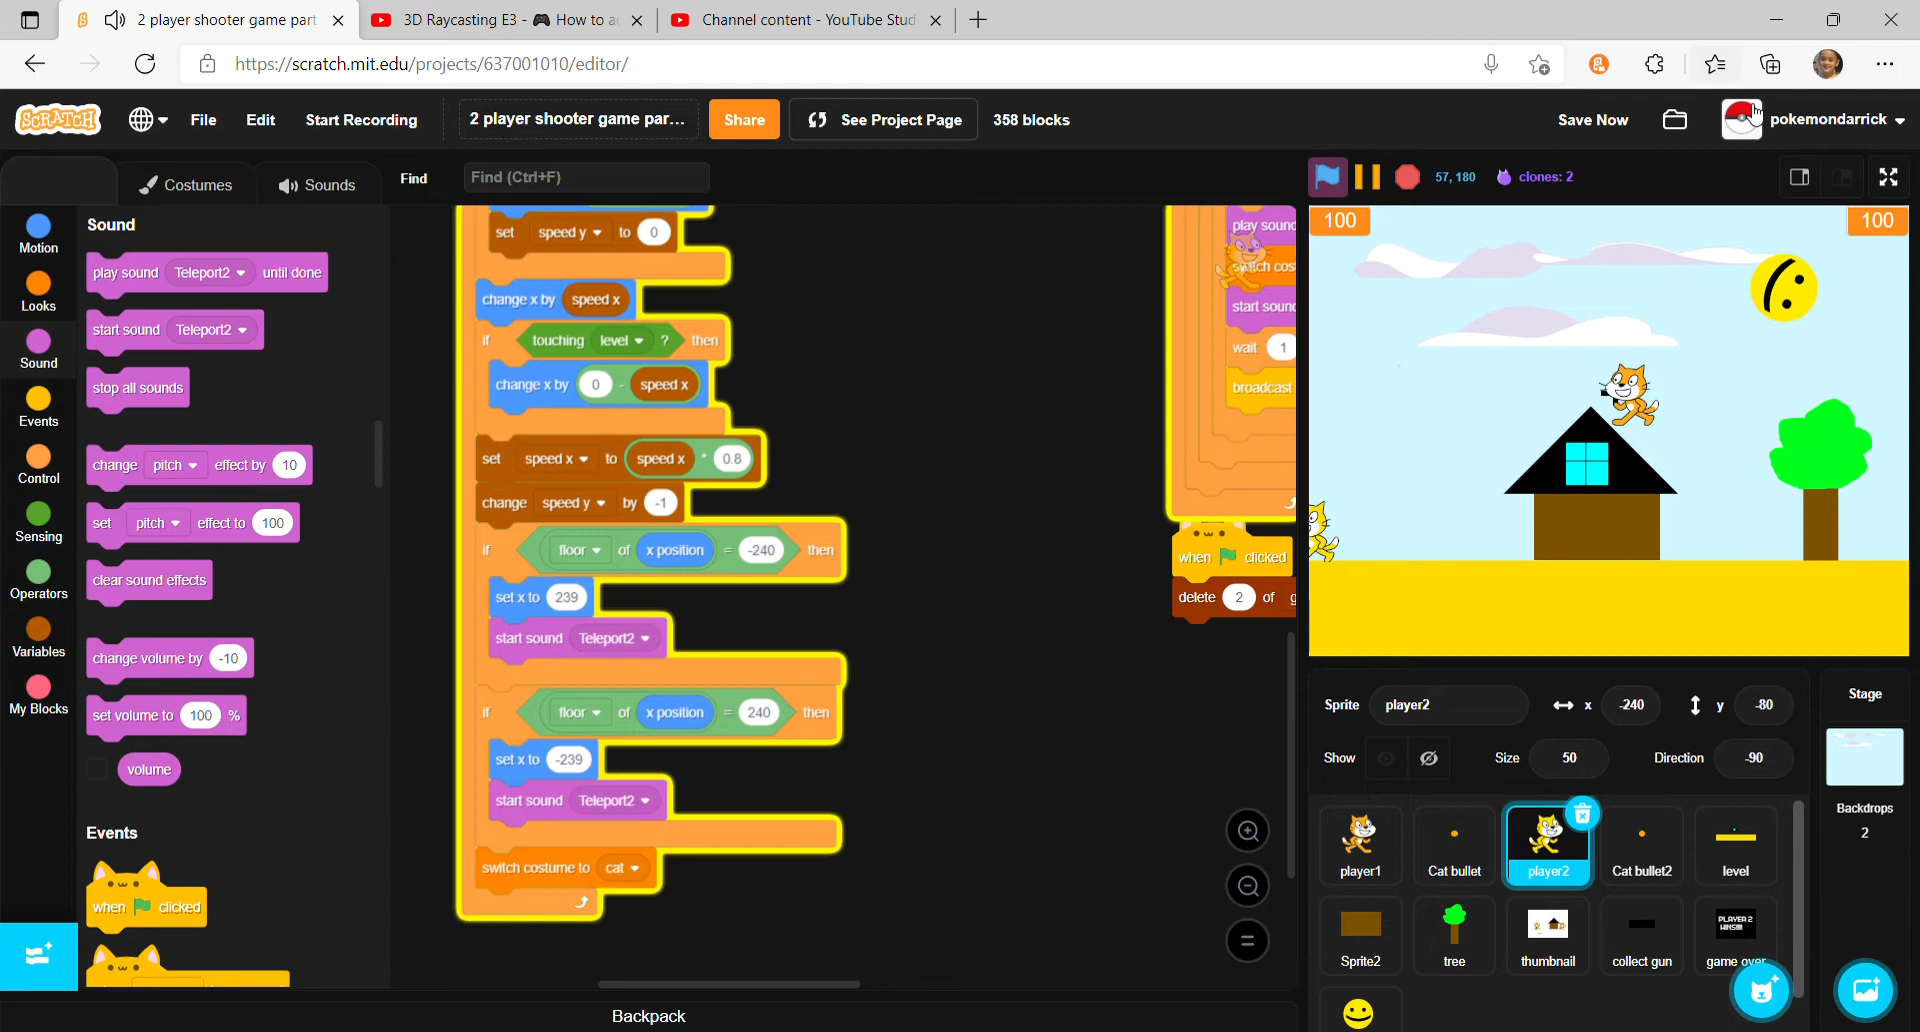 2 player shooter game part
3D Raycasting E3 - 🎮 How to a
Channel content - YouTube Stud
https://scratch.mit.edu/projects/637001010/editor/
SCRATCH
File
Edit
Start Recording
2 player shooter game par...
Share
See Project Page
358 blocks
Save Now
pokemondarrick
Costumes
Sounds
Find
Find (Ctrl+F)
57, 180
clones: 2
Motion
Looks
Sound
Events
Control
Sensing
Operators
Variables
My Blocks
Sound
play sound Teleport2 until done
start sound Teleport2
stop all sounds
change pitch effect by 10
set pitch effect to 100
clear sound effects
change volume by -10
set volume to 100 %
volume
Events
when clicked
set speed y to 0
change x by speed x
if touching level ? then
change x by 0 - speed x
set speed x to speed x * 0.8
change speed y by -1
if floor of x position = -240 then
set x to 239
start sound Teleport2
if floor of x position = 240 then
set x to -239
start sound Teleport2
switch costume to cat
play sound
switch cos
start soun
wait 1
broadcast
when clicked
delete 2 of g
100
100
Sprite player2 x -240 y -80
Show Size 50 Direction -90
player1
Cat bullet
player2
Cat bullet2
level
Sprite2
tree
thumbnail
collect gun
PLAYER 2
WINS!!!!
game over
Stage
Backdrops
2
Backpack